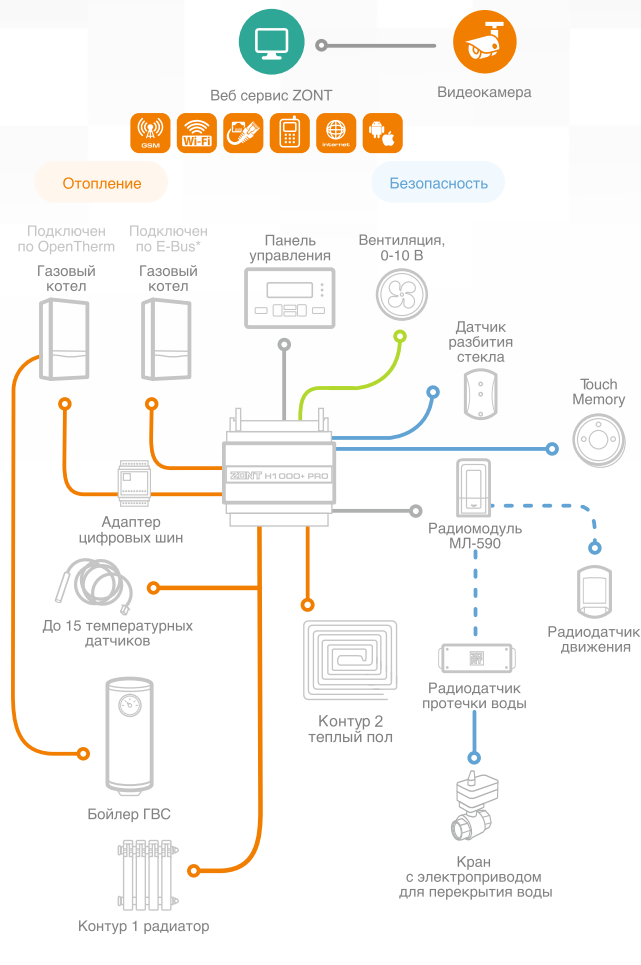 Веб сервис ZONT
Видеокамера
GSM
Wi-Fi
Internet
Отопление
Безопасность
Подключен
по OpenTherm
Подключен
по E-Bus*
Газовый
котел
Газовый
котел
Панель
управления
Вентиляция,
0-10 В
Датчик
разбития
стекла
Touch
Memory
ZONT H1000+ PRO
Адаптер
цифровых шин
Радиомодуль
МЛ-590
До 15 температурных
датчиков
Радиодатчик
движения
Радиодатчик
протечки воды
Контур 2
теплый пол
Бойлер ГВС
Кран
с электроприводом
для перекрытия воды
Контур 1 радиатор